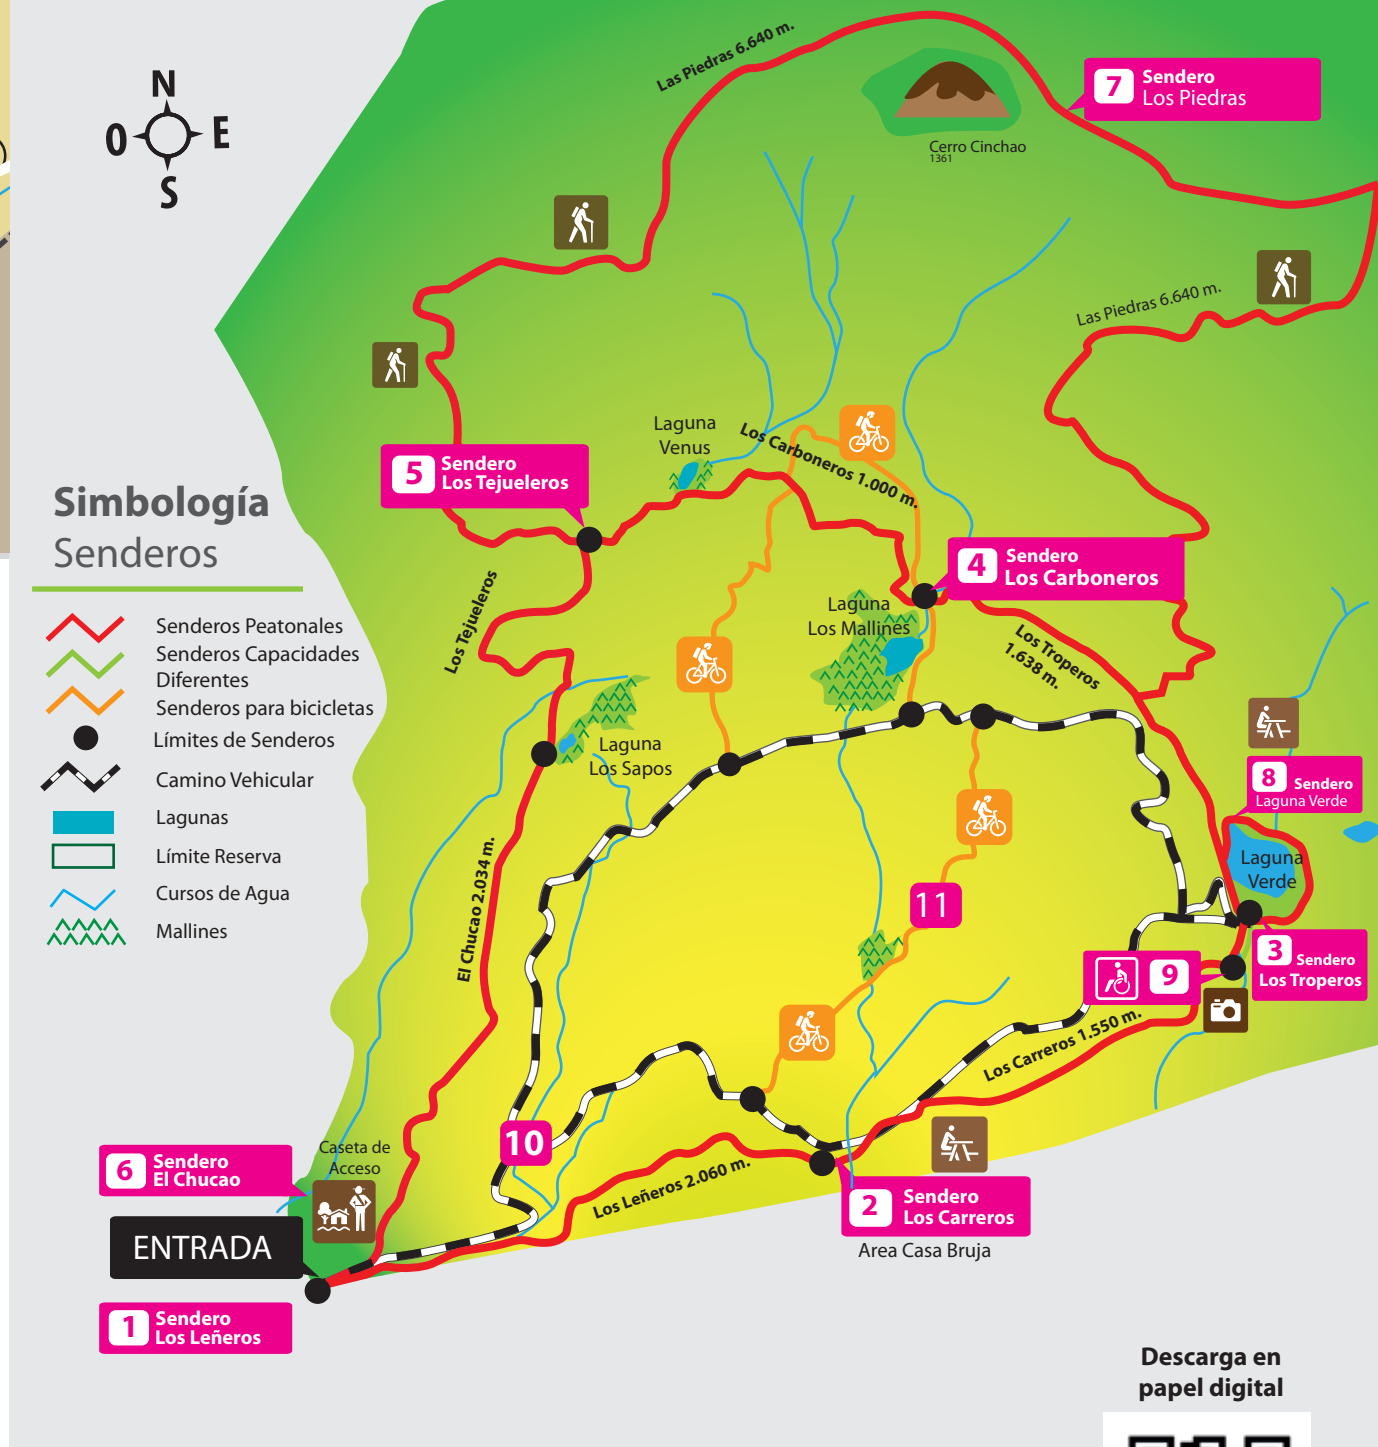 N
O
E
S
Las Piedras 6.640 m.
7
Sendero
Los Piedras
Cerro Cinchao
1361
Las Piedras 6.640 m.
Laguna
Venus
Los Carboneros 1.000 m.
5
Sendero
Los Tejueleros
Simbología
Senderos
Senderos Peatonales
Senderos Capacidades
Diferentes
Senderos para bicicletas
Límites de Senderos
Camino Vehicular
Lagunas
Límite Reserva
Cursos de Agua
Mallines
4
Sendero
Los Carboneros
Los Tejueleros
Laguna
Los Mallines
Los Troperos
1.638 m.
Laguna
Los Sapos
8
Sendero
Laguna Verde
Laguna
Verde
El Chucao 2.034 m.
11
3
Sendero
Los Troperos
9
Los Carreros 1.550 m.
10
Caseta de
Acceso
6
Sendero
El Chucao
Los Leñeros 2.060 m.
2
Sendero
Los Carreros
Area Casa Bruja
ENTRADA
1
Sendero
Los Leñeros
Descarga en
papel digital